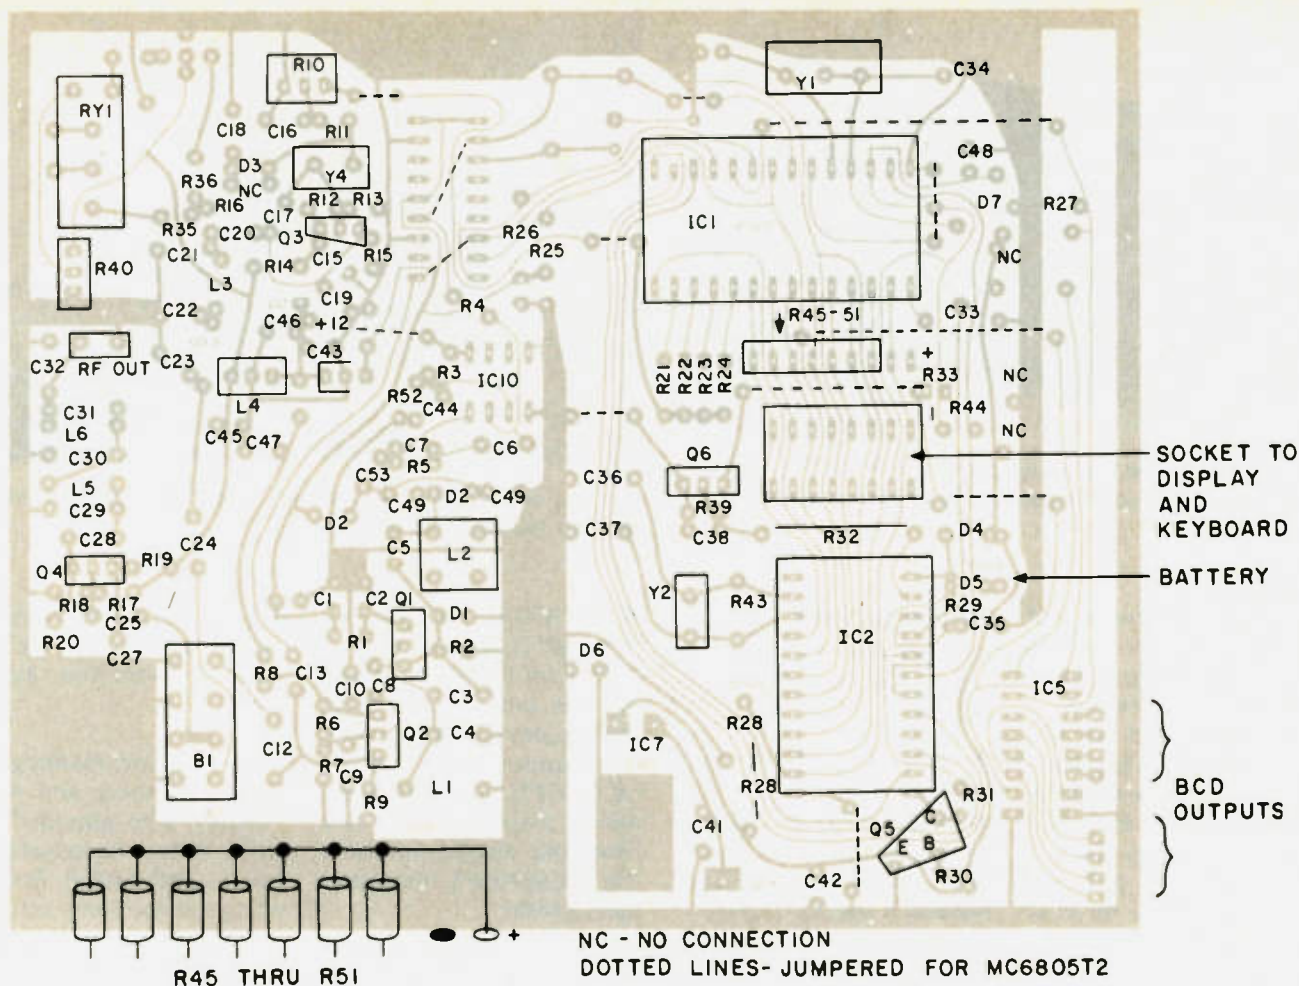 R10
Y1
C34
RY1
C18
C16
R11
D3
Y4
C48
R36
NC
R12
R13
R16
C17
D7
R27
IC1
R35
C20
Q3
R26
C21
C15
R15
R25
R40
R14
NC
L3
R4
C22
C19
C46
+12
R45-51
C33
C32
RF OUT
C23
C43
R3
IC10
R21
R22
R23
R24
+
R33
NC
L4
R52
C44
R44
C31
L6
C45
C47
C7
C6
NC
C30
R5
Q6
SOCKET TO
DISPLAY
AND
KEYBOARD
C53
C36
L5
C49
D2
C49
R39
C29
D2
C28
C24
C5
L2
C37
C38
R32
D4
Q4
R19
BATTERY
R18
R17
C1
C2
Q1
D1
Y2
R43
D5
R29
C25
C35
R20
R1
R2
IC2
C27
R8
C13
D6
C10
C8
C3
IC5
R6
Q2
C4
R28
IC7
B1
C12
R7
C9
L1
R28
R31
BCD
OUTPUTS
R9
C41
Q5
C
E
B
C42
R30
+
NC - NO CONNECTION
DOTTED LINES- JUMPERED FOR MC6805T2
R45 THRU R51